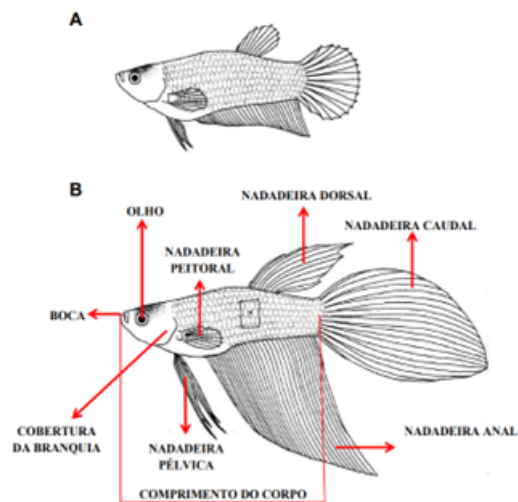 A
B
NADADEIRA DORSAL
OLHO
NADADEIRA CAUDAL
NADADEIRA
PEITORAL
BOCA
COBERTURA
DA BRANQUIA
NADADEIRA
PÉLVICA
NADADEIRA ANAL
COMPRIMENTO DO CORPO